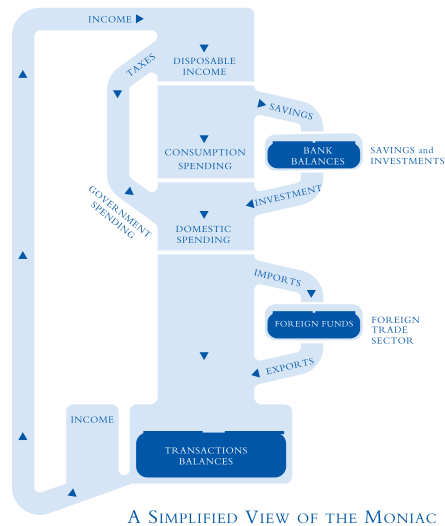 INCOME
TAXES
DISPOSABLE
INCOME
SAVINGS
CONSUMPTION
SPENDING
BANK
BALANCES
SAVINGS and
INVESTMENTS
INVESTMENT
GOVERNMENT
SPENDING
DOMESTIC
SPENDING
IMPORTS
FOREIGN FUNDS
FOREIGN
TRADE
SECTOR
EXPORTS
INCOME
TRANSACTIONS
BALANCES
A SIMPLIFIED VIEW OF THE MONIAC